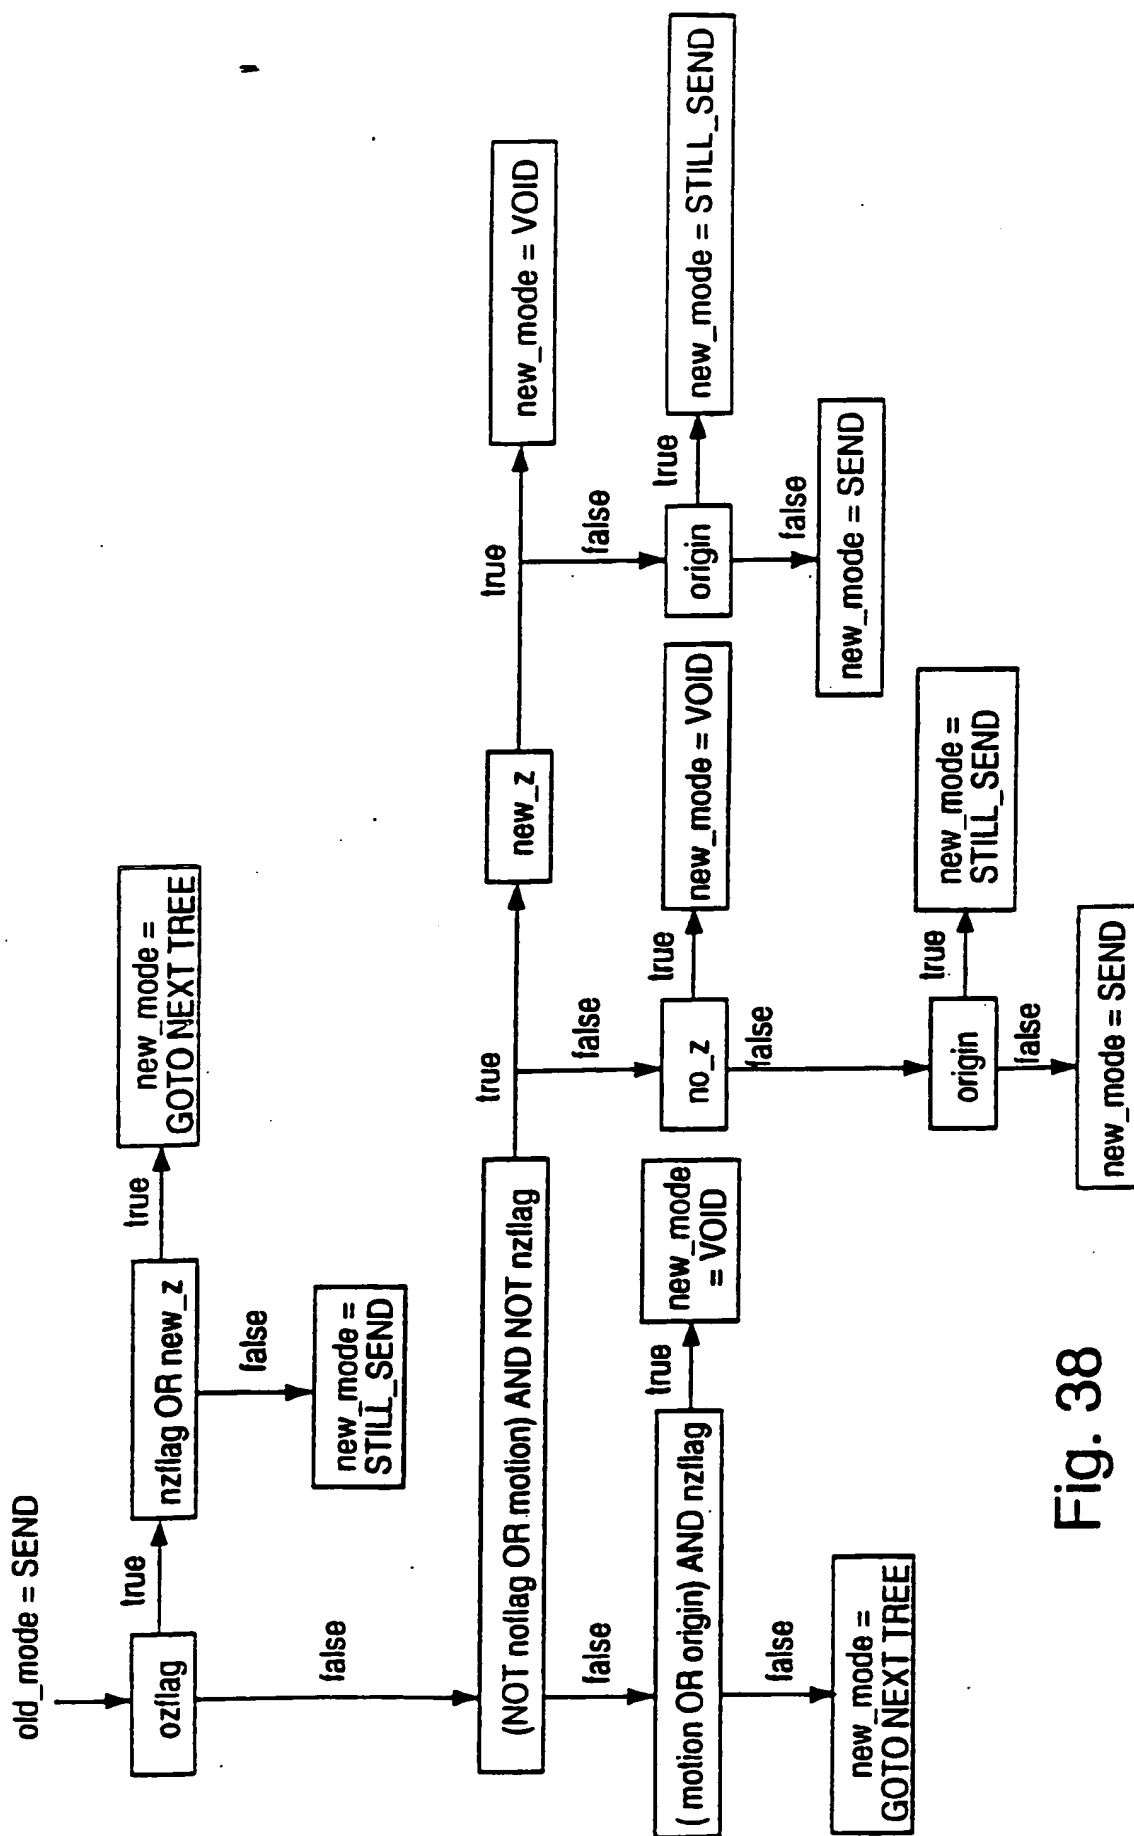 old_mode = SEND
ozflag
true
nzflag OR new_z
true
new_mode =
GOTO NEXT TREE
false
new_mode =
STILL_SEND
false
(NOT noflag OR motion) AND NOT nzflag
true
new_z
true
new_mode = VOID
false
origin
true
new_mode = STILL_SEND
false
new_mode = SEND
false
no_z
true
new_mode = VOID
false
origin
true
new_mode =
STILL_SEND
false
new_mode = SEND
false
( motion OR origin) AND nzflag
true
new_mode
= VOID
false
new_mode =
GOTO NEXT TREE
Fig. 38